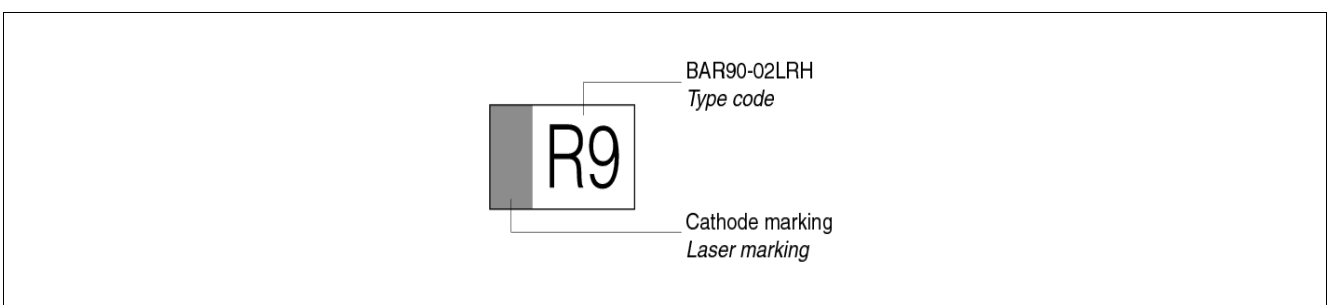 BAR90-02LRH
Type code
R9
Cathode marking
Laser marking